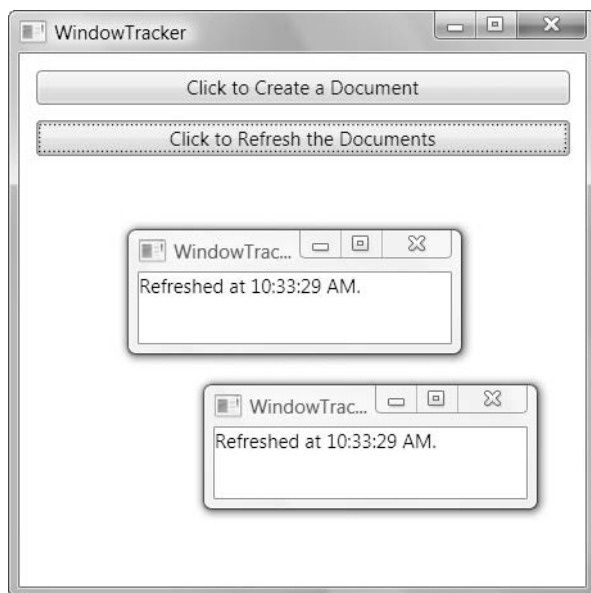 WindowTracker
Click to Create a Document
Click to Refresh the Documents
WindowTrac...
Refreshed at 10:33:29 AM.
WindowTrac...
Refreshed at 10:33:29 AM.